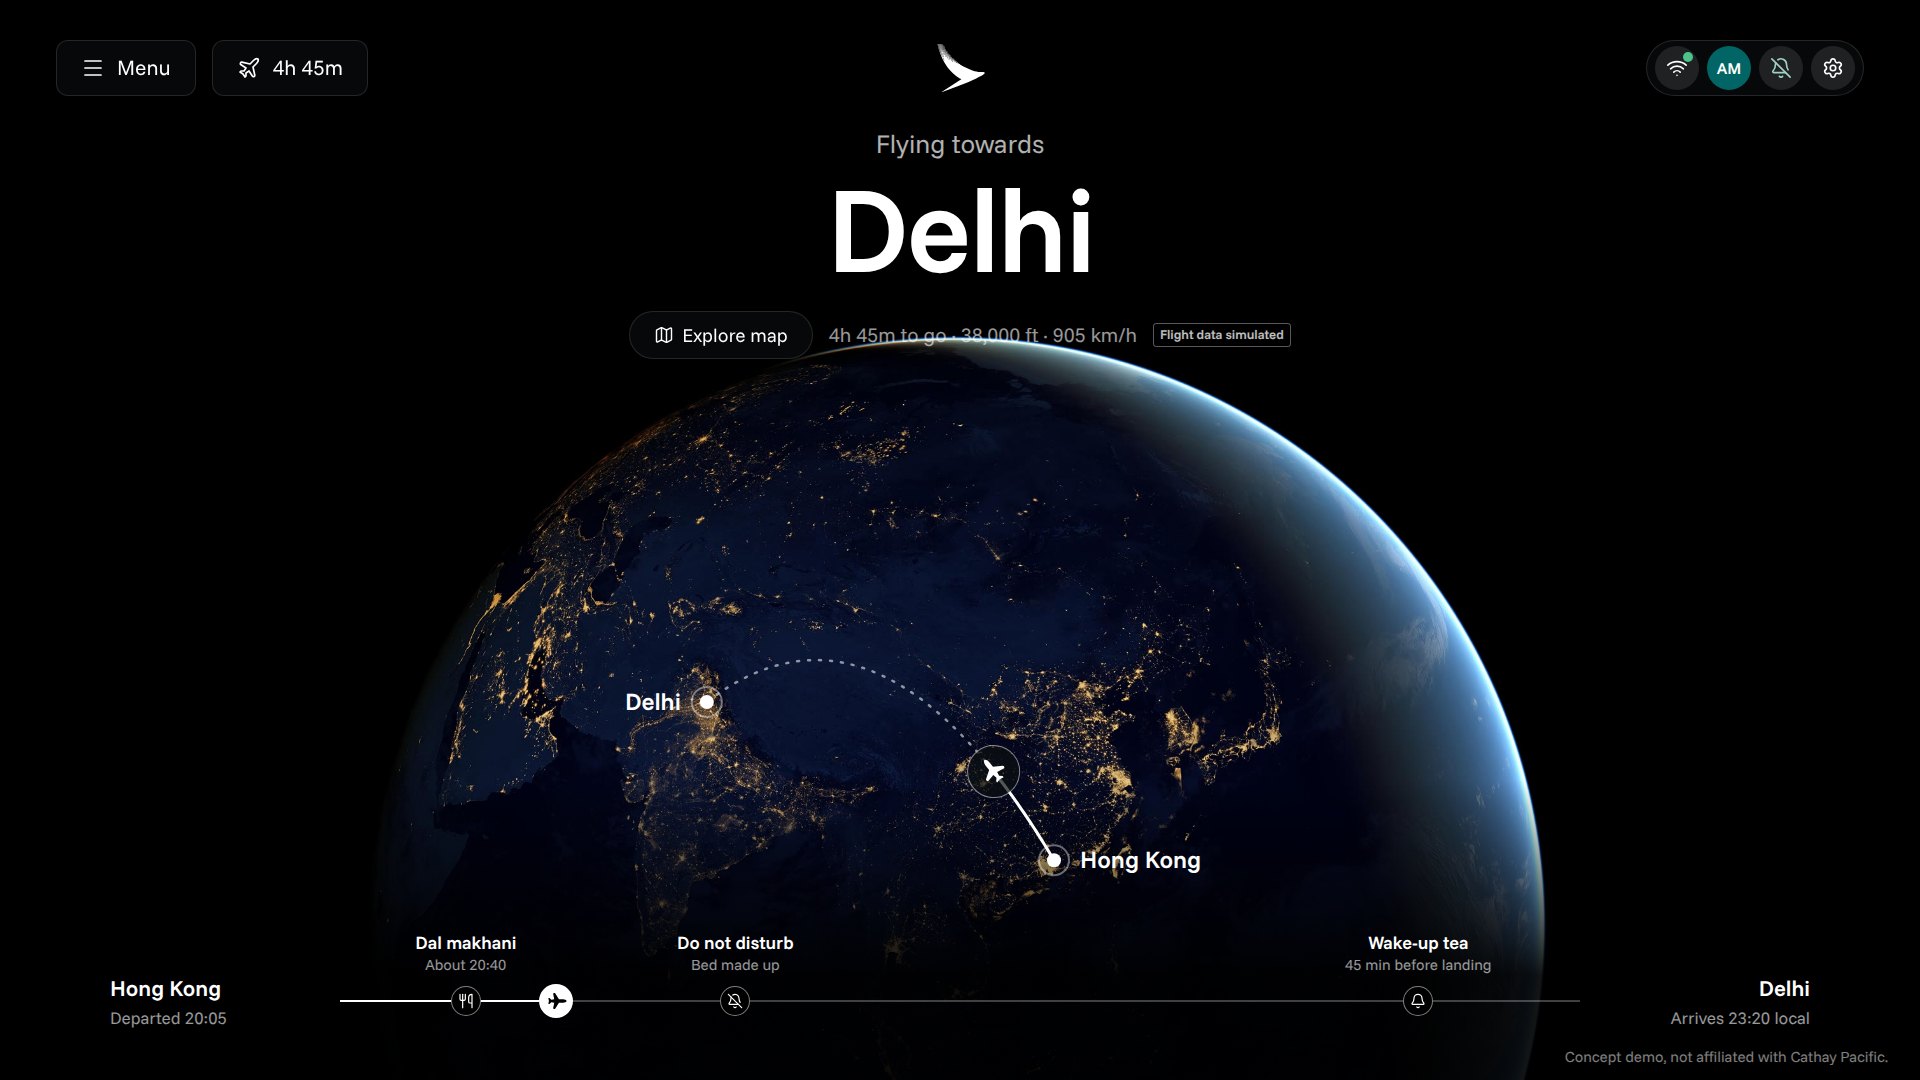 Menu
4h 45m
AM
Flying towards
Delhi
Explore map
4h 45m to go · 38,000 ft · 905 km/h
Flight data simulated
Delhi
Hong Kong
Dal makhani
About 20:40
Do not disturb
Bed made up
Wake-up tea
45 min before landing
Hong Kong
Departed 20:05
Delhi
Arrives 23:20 local
Concept demo, not affiliated with Cathay Pacific.